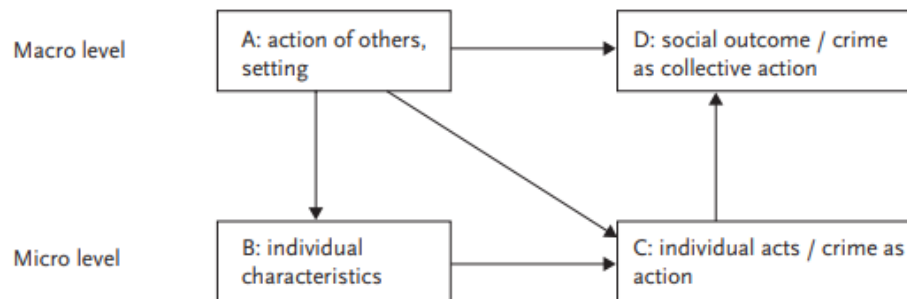 Macro level
A: action of others,
setting
D: social outcome / crime
as collective action
Micro level
B: individual
characteristics
C: individual acts / crime as
action